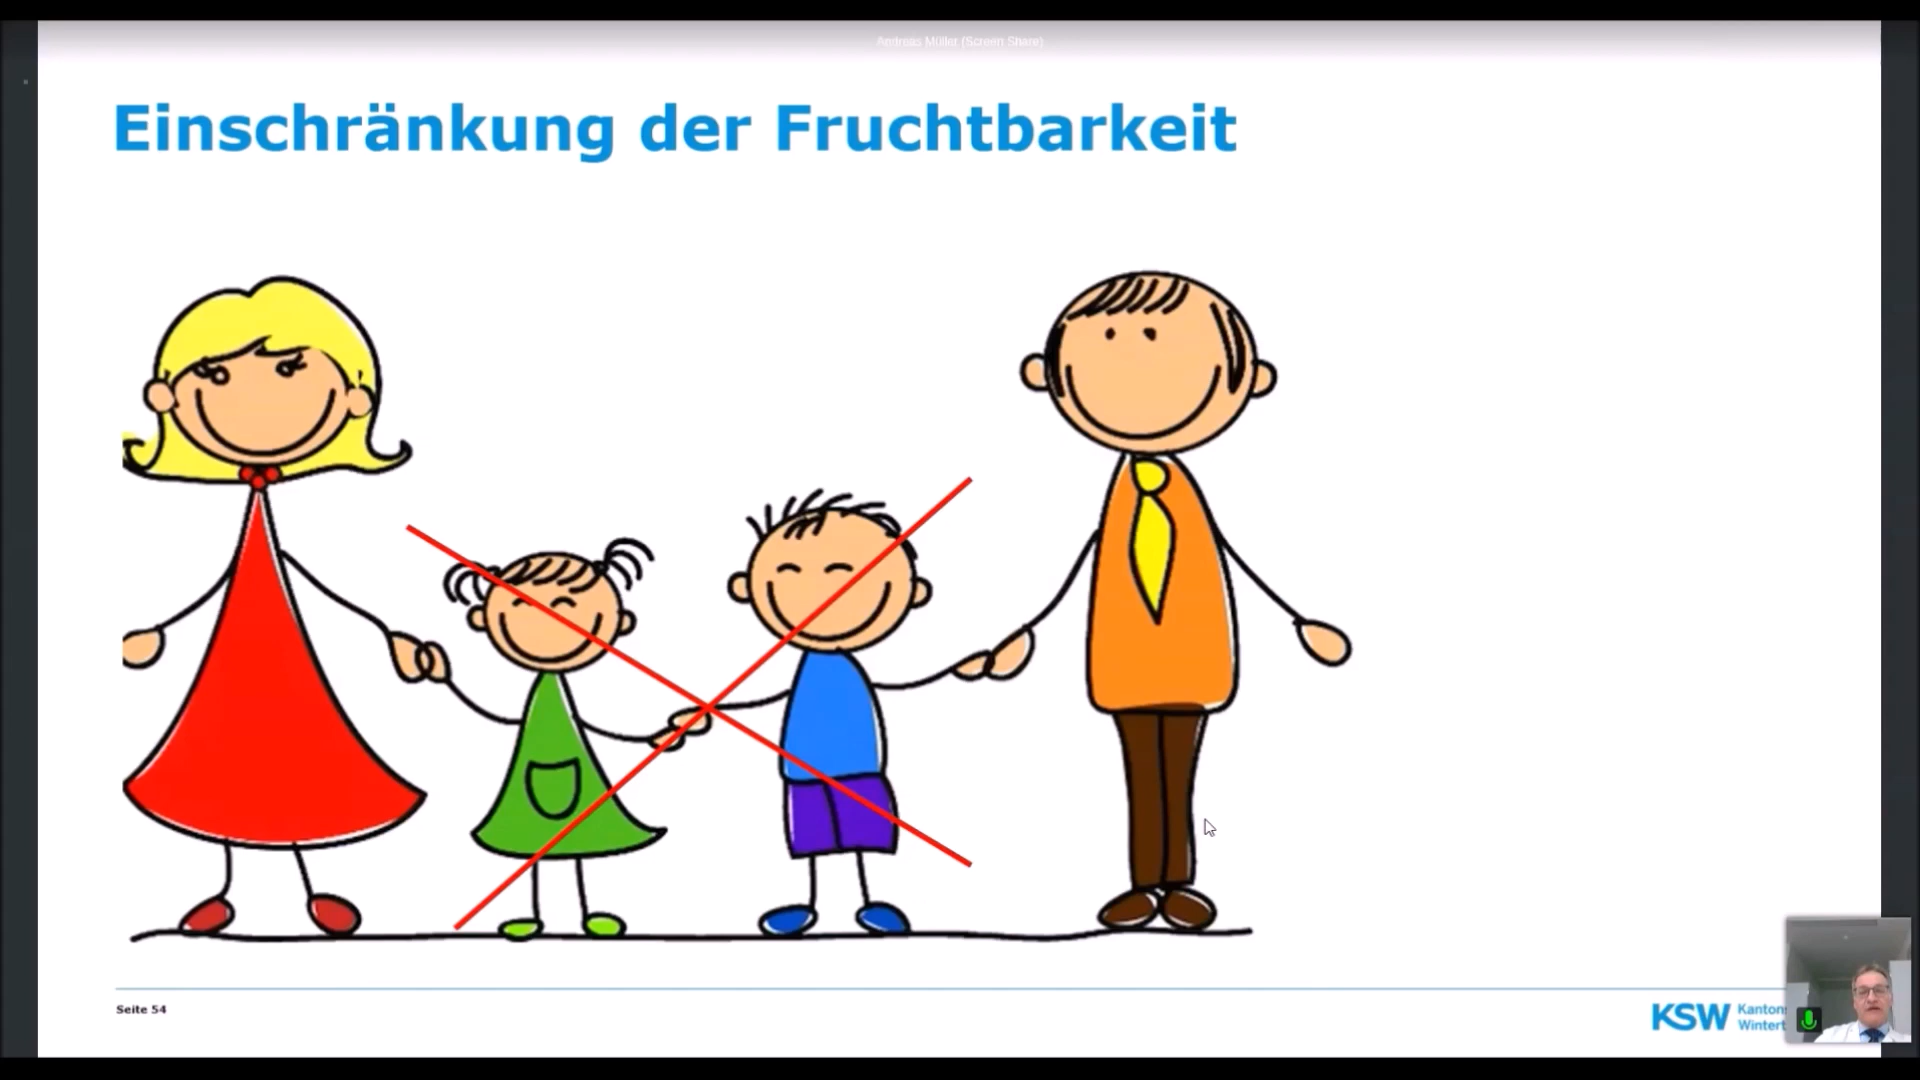 Andreas Müller (Screen Share)
Einschränkung der Fruchtbarkeit
Seite 54
KSW
Kanton
Wintert